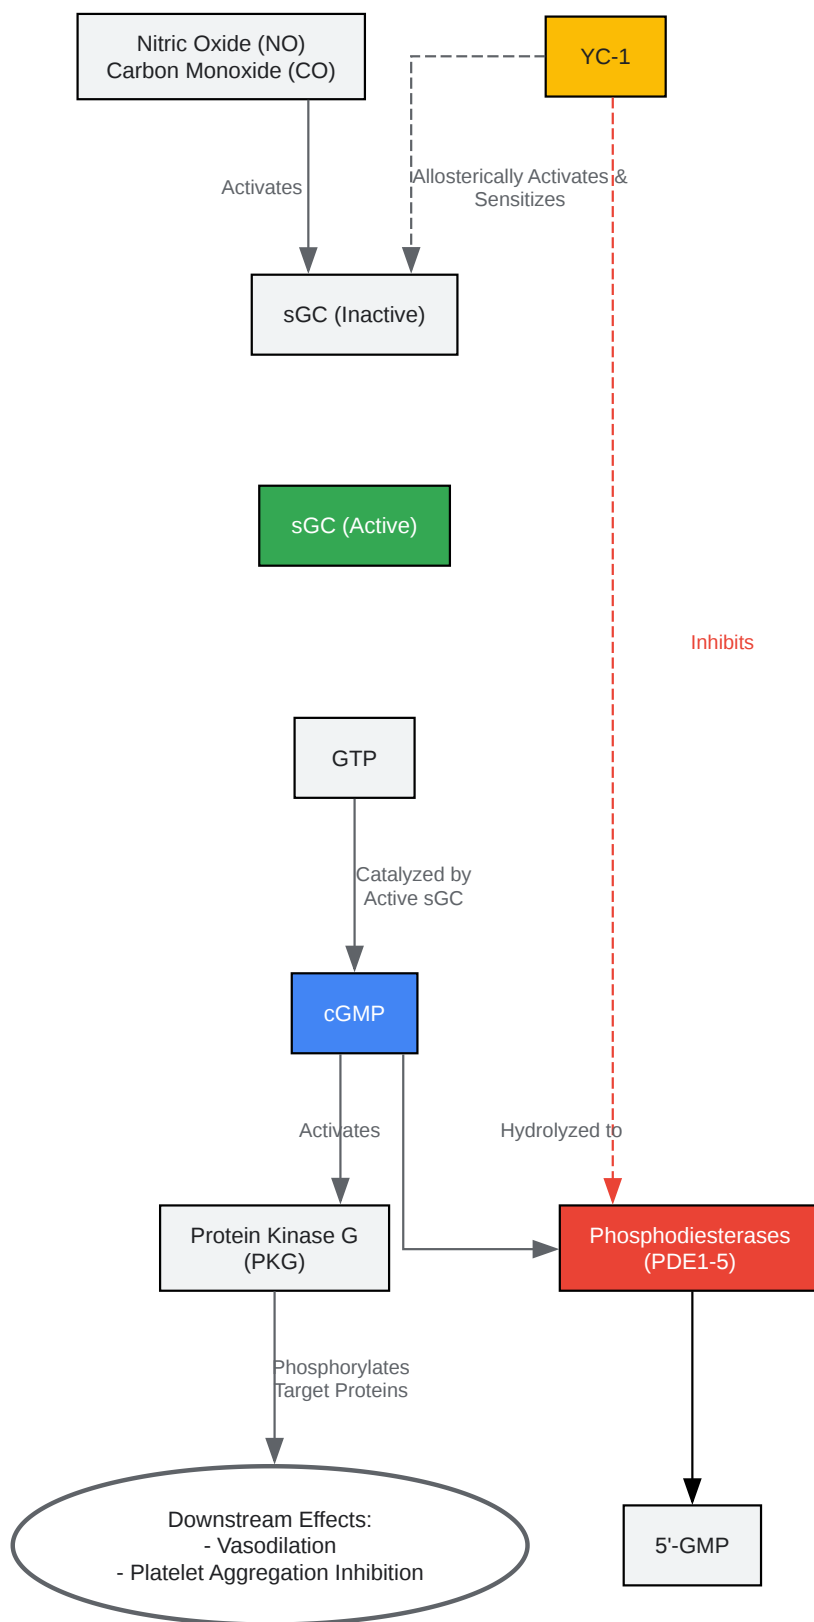 Nitric Oxide (NO)
Carbon Monoxide (CO)
YC-1
Activates
Allosterically Activates &
Sensitizes
sGC (Inactive)
sGC (Active)
Inhibits
GTP
Catalyzed by
Active sGC
cGMP
Activates
Hydrolyzed to
Protein Kinase G
(PKG)
Phosphodiesterases
(PDE1-5)
Phosphorylates
Target Proteins
Downstream Effects:
- Vasodilation
- Platelet Aggregation Inhibition
5'-GMP